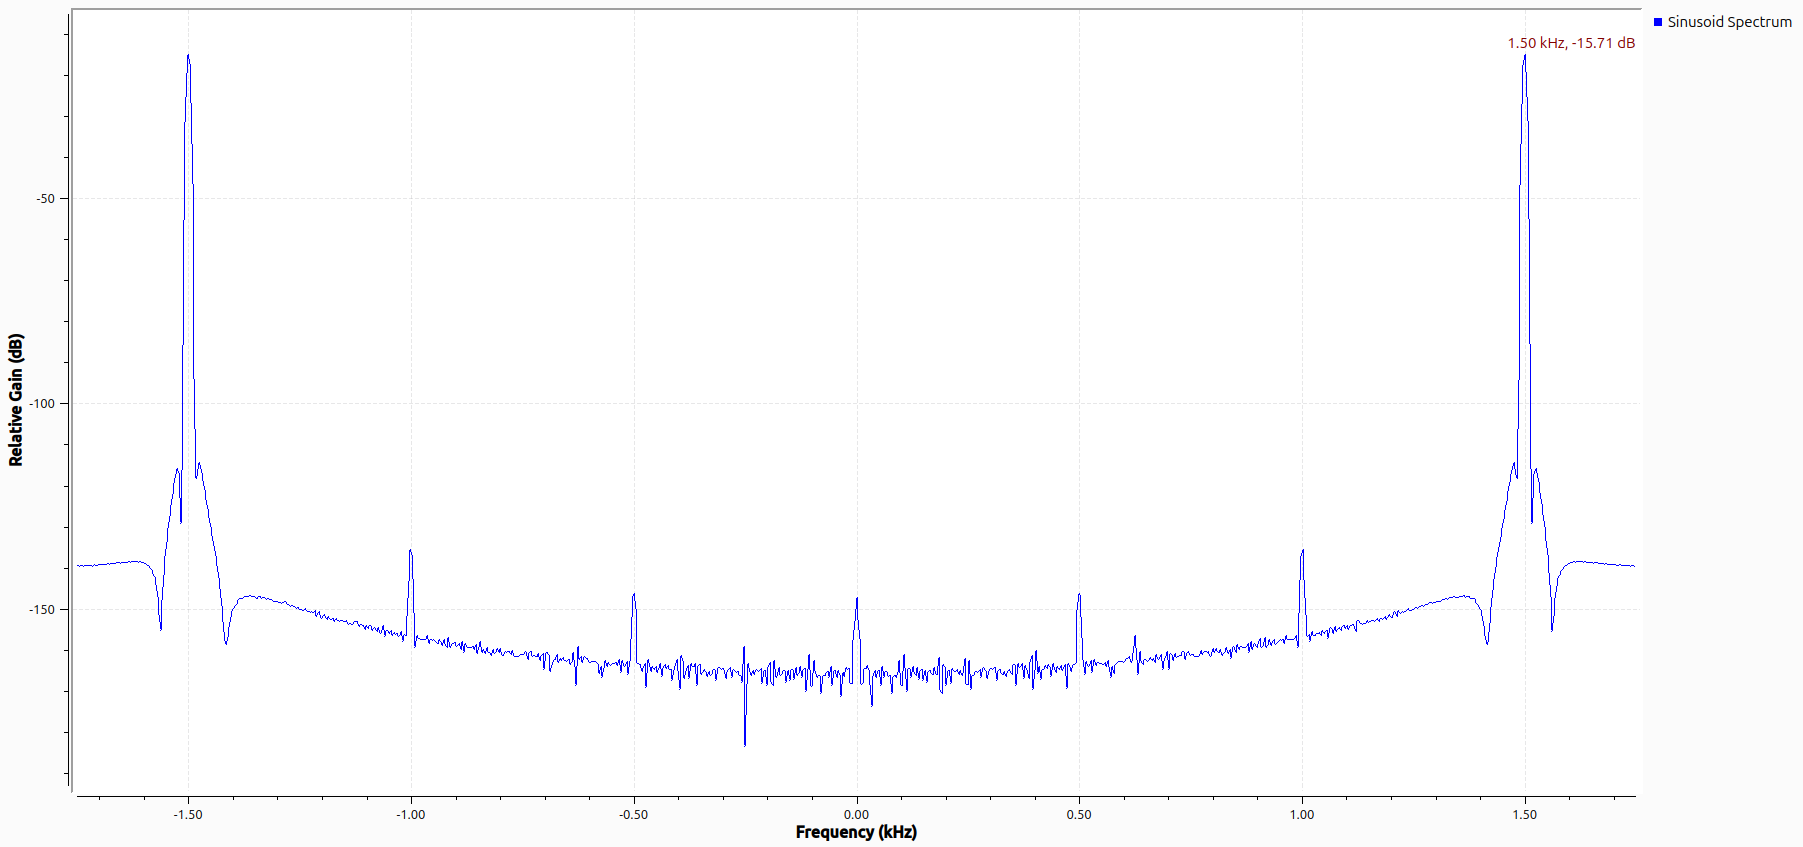 Sinusoid Spectrum
1.50 kHz, -15.71 dB
Relative Gain (dB)
-50
-100
-150
-1.50 -1.00 -0.50 0.00 0.50 1.00 1.50
Frequency (kHz)